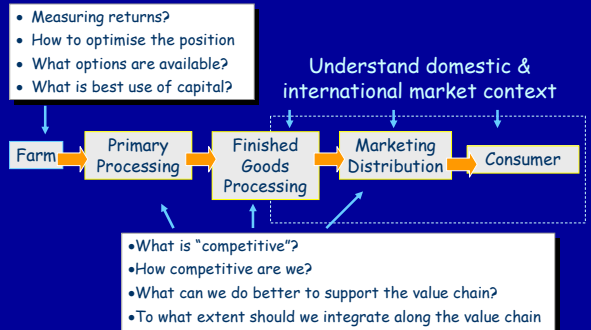 • Measuring returns?
• How to optimise the position
• What options are available?
• What is best use of capital?
Understand domestic &
international market context
Farm
Primary
Processing
Finished
Goods
Processing
Marketing
Distribution
Consumer
•What is “competitive”?
•How competitive are we?
•What can we do better to support the value chain?
•To what extent should we integrate along the value chain